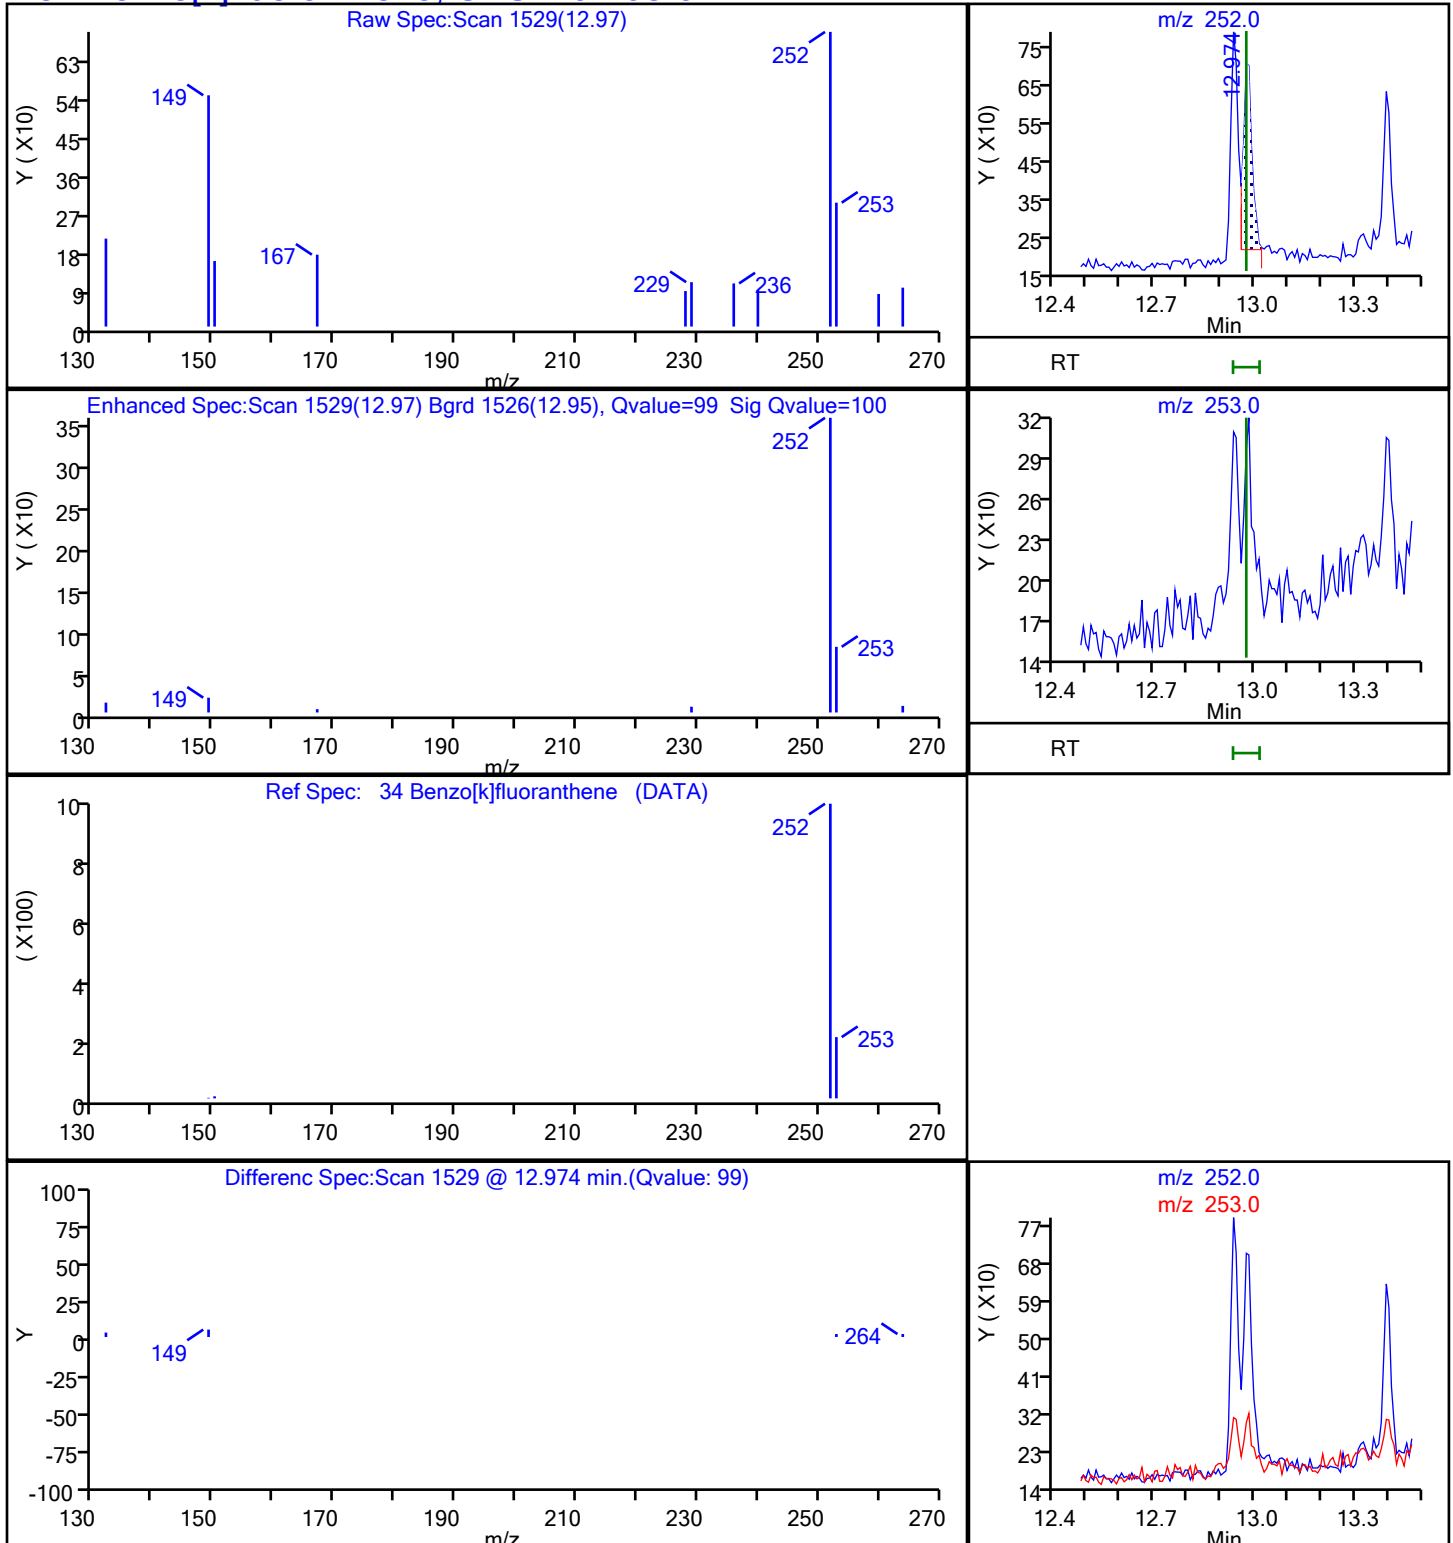 Raw Spec:Scan 1529(12.97)
Y ( X10)
63
54
45
36
27
18
9
0
149
167
229
236
252
253
130 150 170 190 210 230 250 270
m/z
m/z 252.0
Y ( X10)
75
65
55
45
35
25
15
12.974
12.4 12.7 13.0 13.3
Min
RT
Enhanced Spec:Scan 1529(12.97) Bgrd 1526(12.95), Qvalue=99 Sig Qvalue=100
Y ( X10)
35
30
25
20
15
10
5
0
149
252
253
130 150 170 190 210 230 250 270
m/z
m/z 253.0
Y ( X10)
32
29
26
23
20
17
14
12.4 12.7 13.0 13.3
Min
RT
Ref Spec: 34 Benzo[k]fluoranthene (DATA)
( X100)
10
8
6
4
2
0
252
253
130 150 170 190 210 230 250 270
Differenc Spec:Scan 1529 @ 12.974 min.(Qvalue: 99)
Y
100
75
50
25
0
-25
-50
-75
-100
149
264
130 150 170 190 210 230 250 270
m/z
m/z 252.0
m/z 253.0
Y ( X10)
77
68
59
50
41
32
23
14
12.4 12.7 13.0 13.3
Min